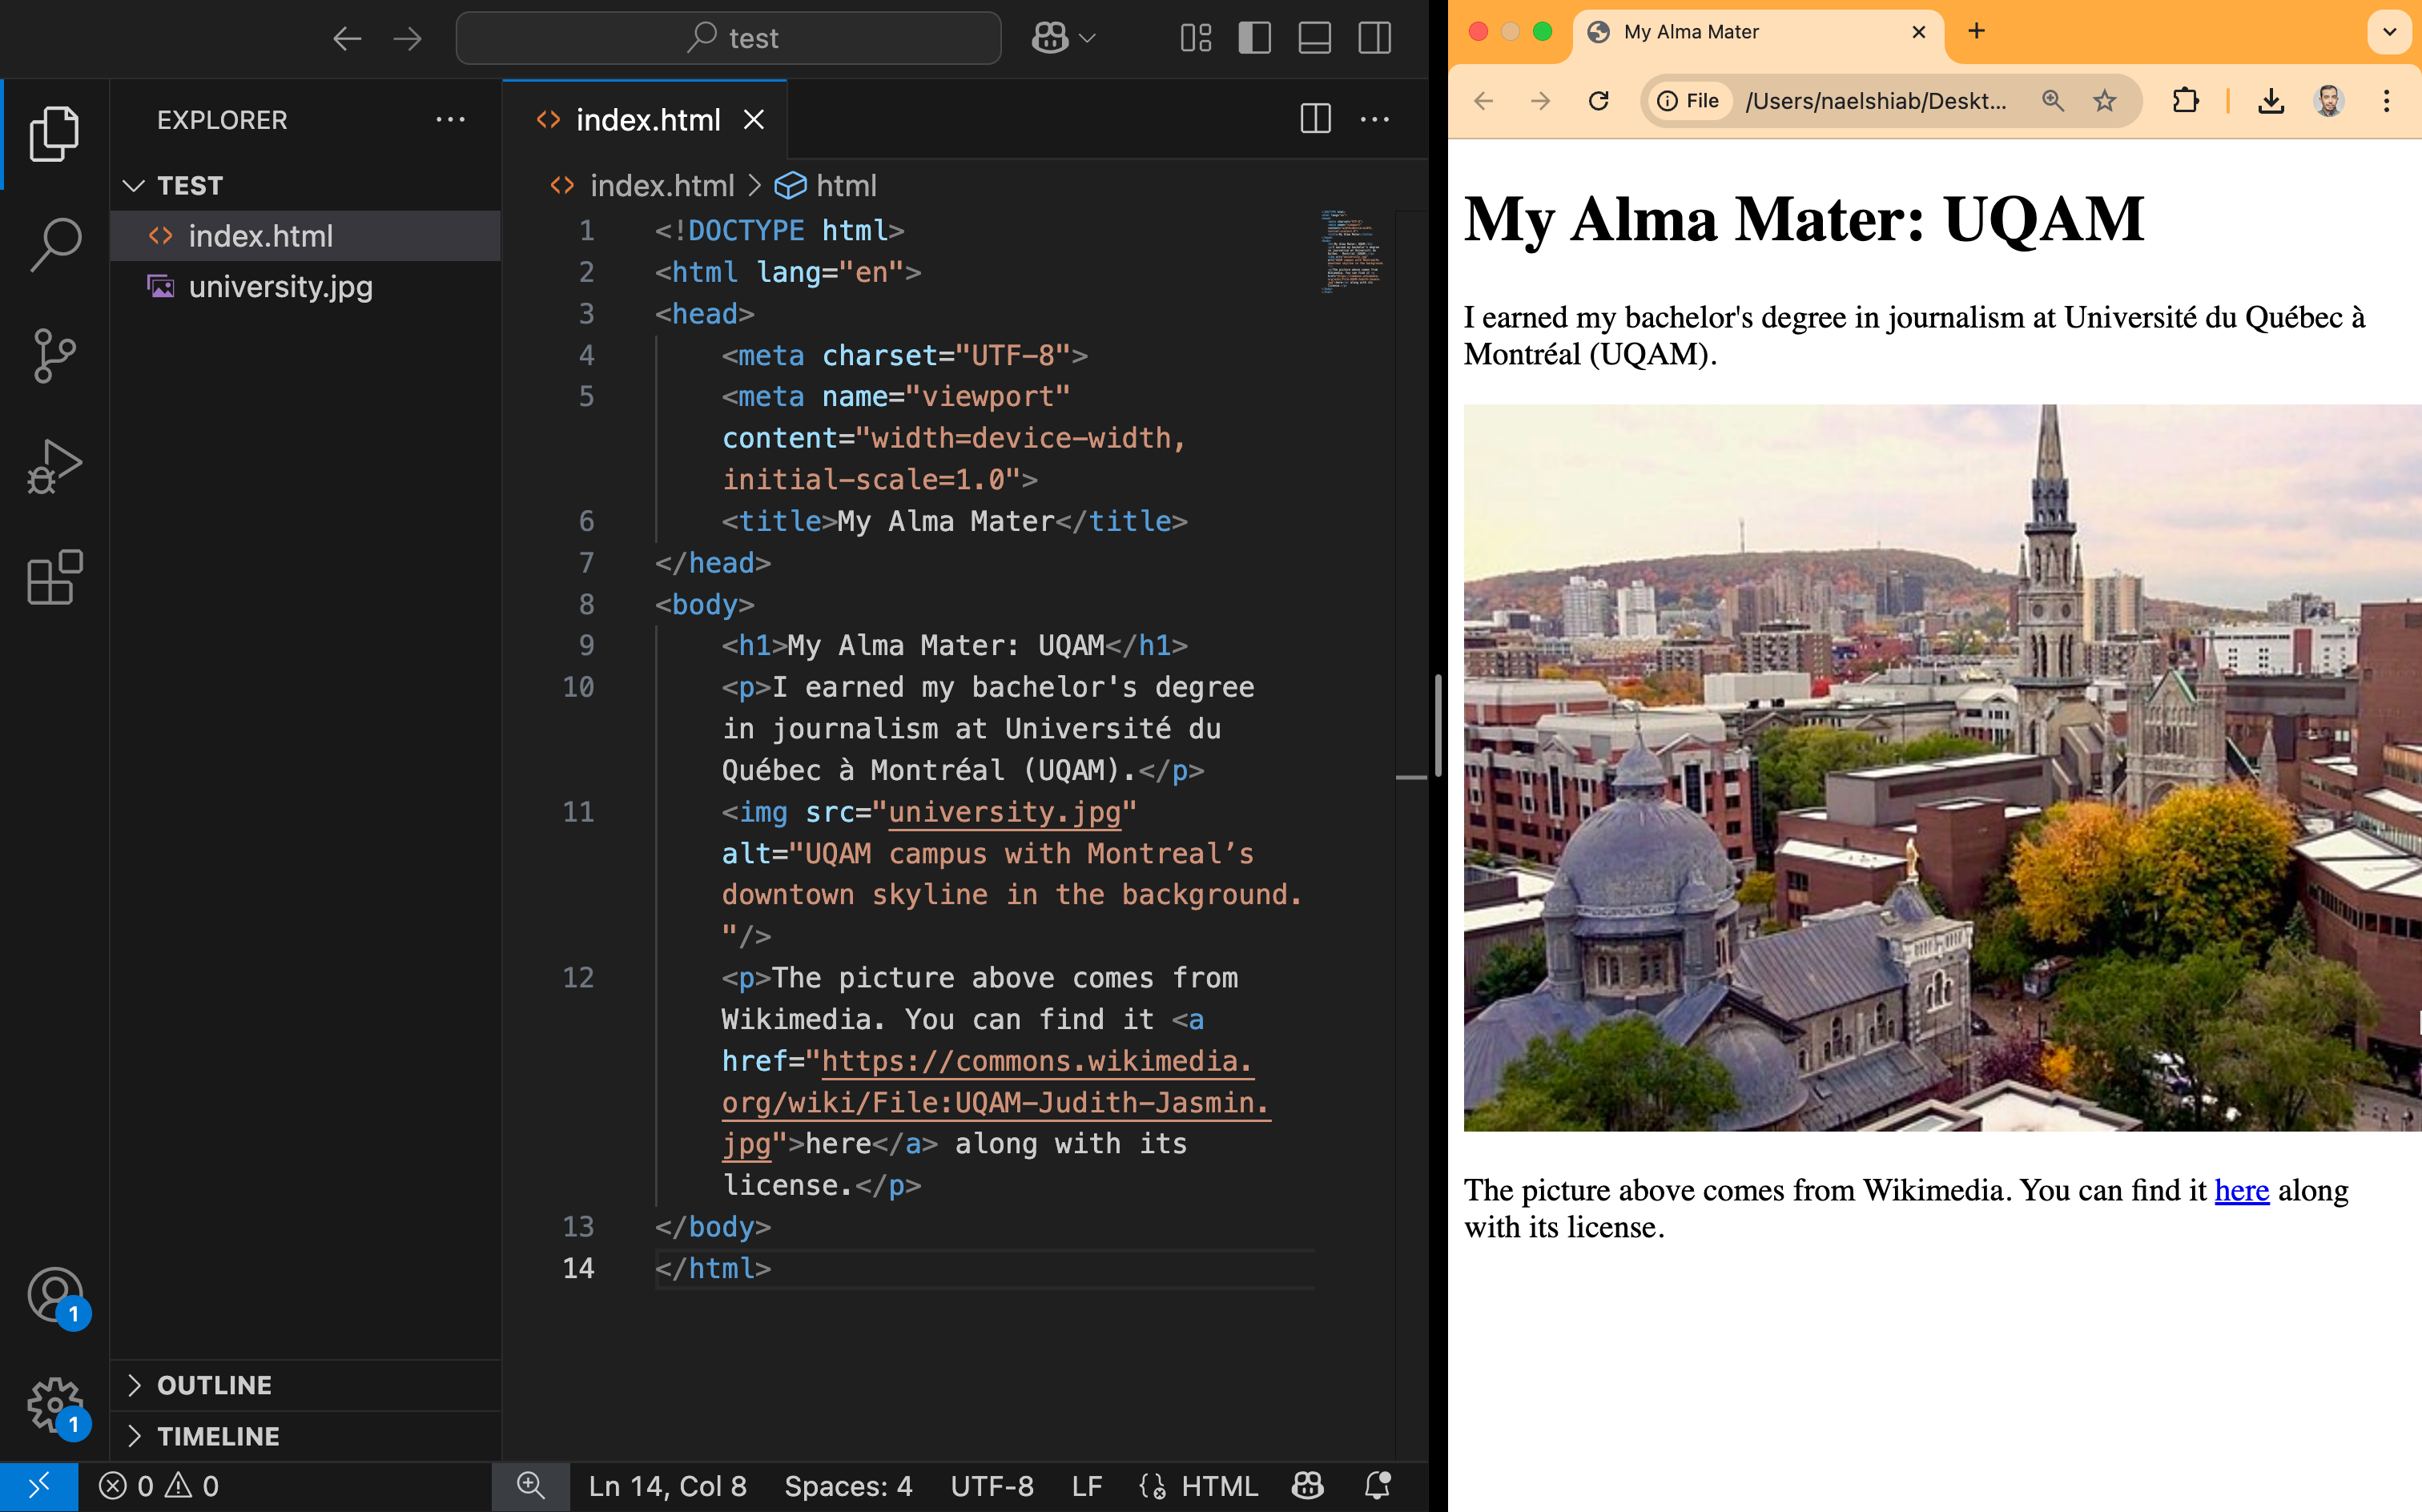 test
EXPLORER
TEST
index.html
university.jpg
OUTLINE
TIMELINE
1
1
index.html
index.html > html
1 <!DOCTYPE html>
2 <html lang="en">
3 <head>
4 <meta charset="UTF-8">
5 <meta name="viewport"
content="width=device-width,
initial-scale=1.0">
6 <title>My Alma Mater</title>
7 </head>
8 <body>
9 <h1>My Alma Mater: UQAM</h1>
10 <p>I earned my bachelor's degree
in journalism at Université du
Québec à Montréal (UQAM).</p>
11 <img src="university.jpg"
alt="UQAM campus with Montreal’s
downtown skyline in the background.
"/>
12 <p>The picture above comes from
Wikimedia. You can find it <a
href="https://commons.wikimedia.
org/wiki/File:UQAM-Judith-Jasmin.
jpg">here</a> along with its
license.</p>
13 </body>
14 </html>
0 0
Ln 14, Col 8 Spaces: 4 UTF-8 LF HTML
My Alma Mater
File /Users/naelshiab/Deskt...
My Alma Mater: UQAM
I earned my bachelor's degree in journalism at Université du Québec à
Montréal (UQAM).
The picture above comes from Wikimedia. You can find it here along
with its license.